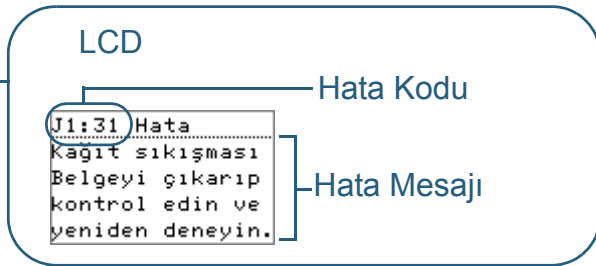 LCD
Hata Kodu
J1:31 Hata
Kağıt sıkışması
Belgeyi çıkarıp
kontrol edin ve
yeniden deneyin.
Hata Mesajı